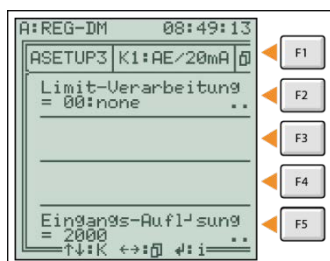 A:REG-DM 08:49:13
ASETUP3 K1:AE/20mA
F1
Limit-Verarbeitung
= 00:none ..
F2
F3
F4
Eingangs-Aufl┘sung
= 2000 ..
F5
↑↓:K ↔: ↲:i